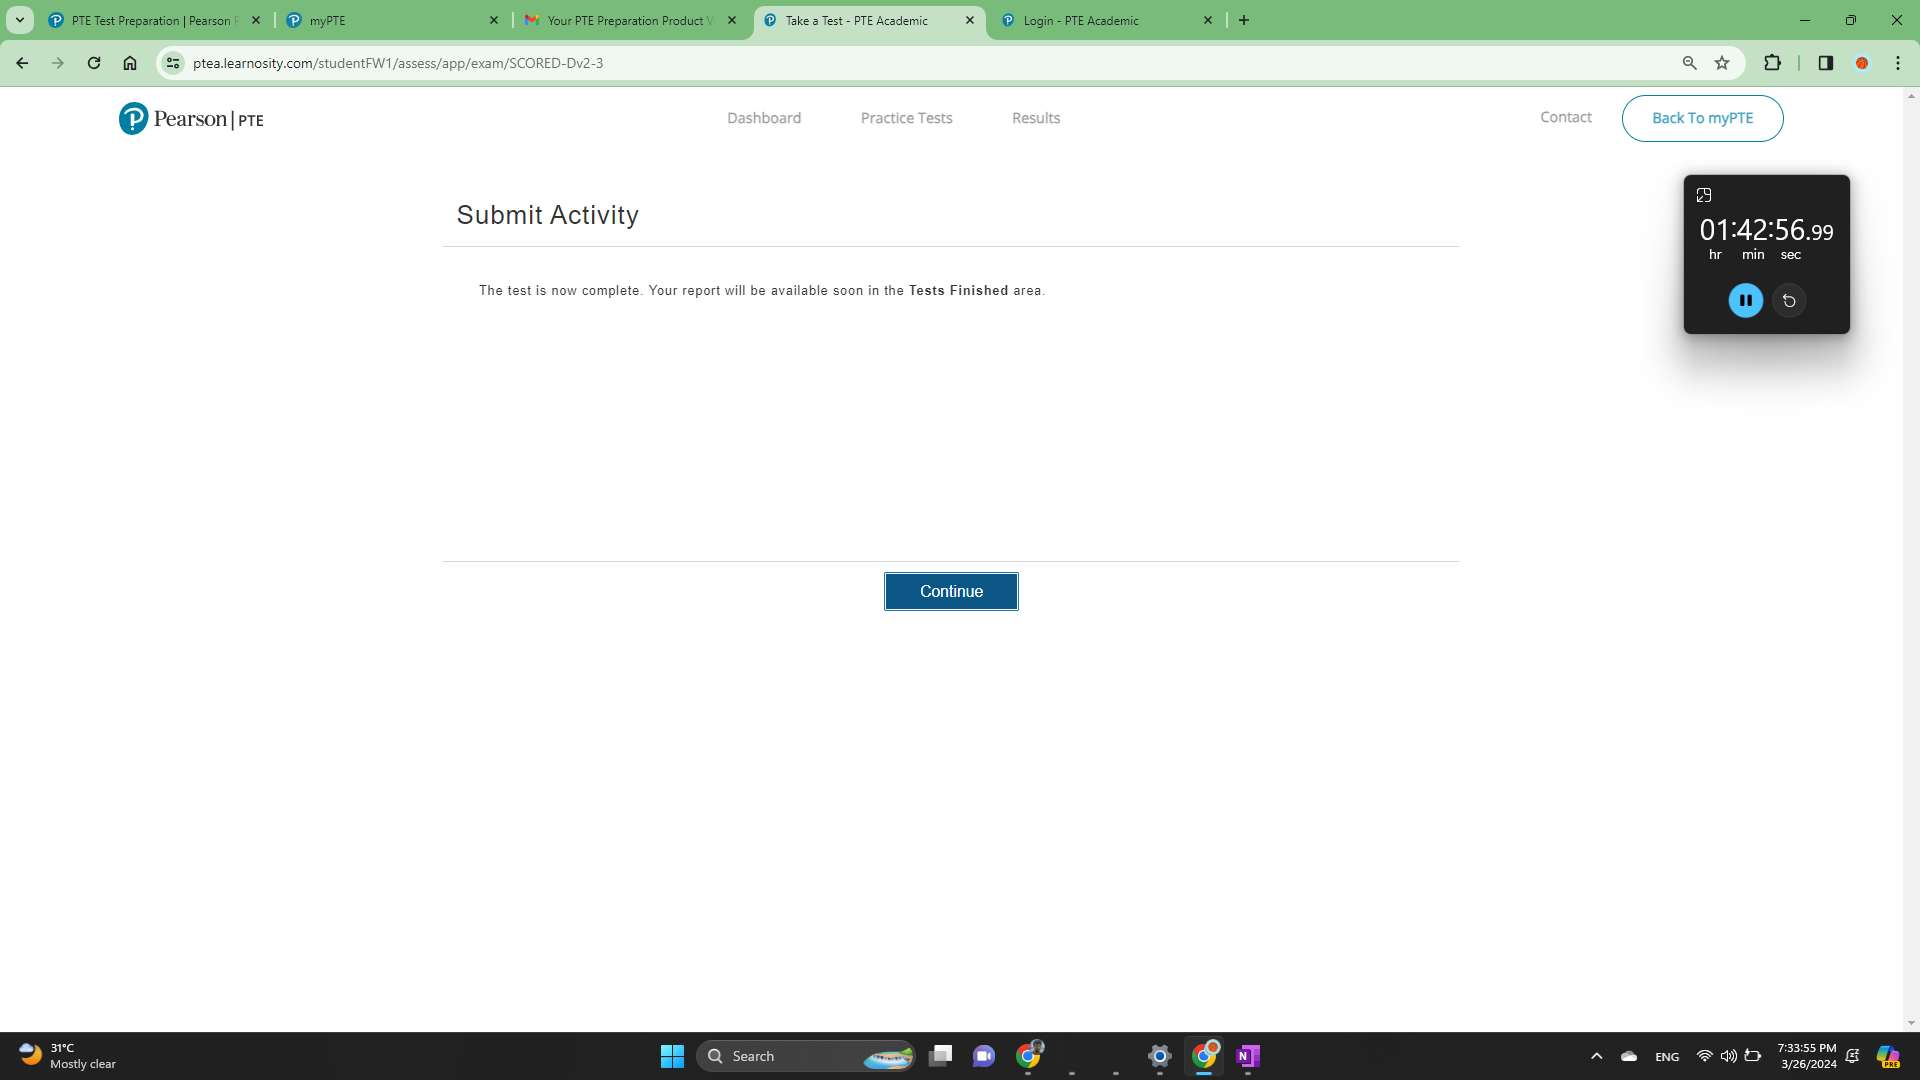 PTE Test Preparation | Pearson P
myPTE
Your PTE Preparation Product V
Take a Test - PTE Academic
Login - PTE Academic
ptea.learnosity.com/studentFW1/assess/app/exam/SCORED-Dv2-3
Pearson | PTE
Dashboard
Practice Tests
Results
Contact
Back To myPTE
01:42:56.99
hr min sec
Submit Activity
The test is now complete. Your report will be available soon in the Tests Finished area.
Continue
31°C
Mostly clear
Search
ENG
7:33:55 PM
3/26/2024
PRE